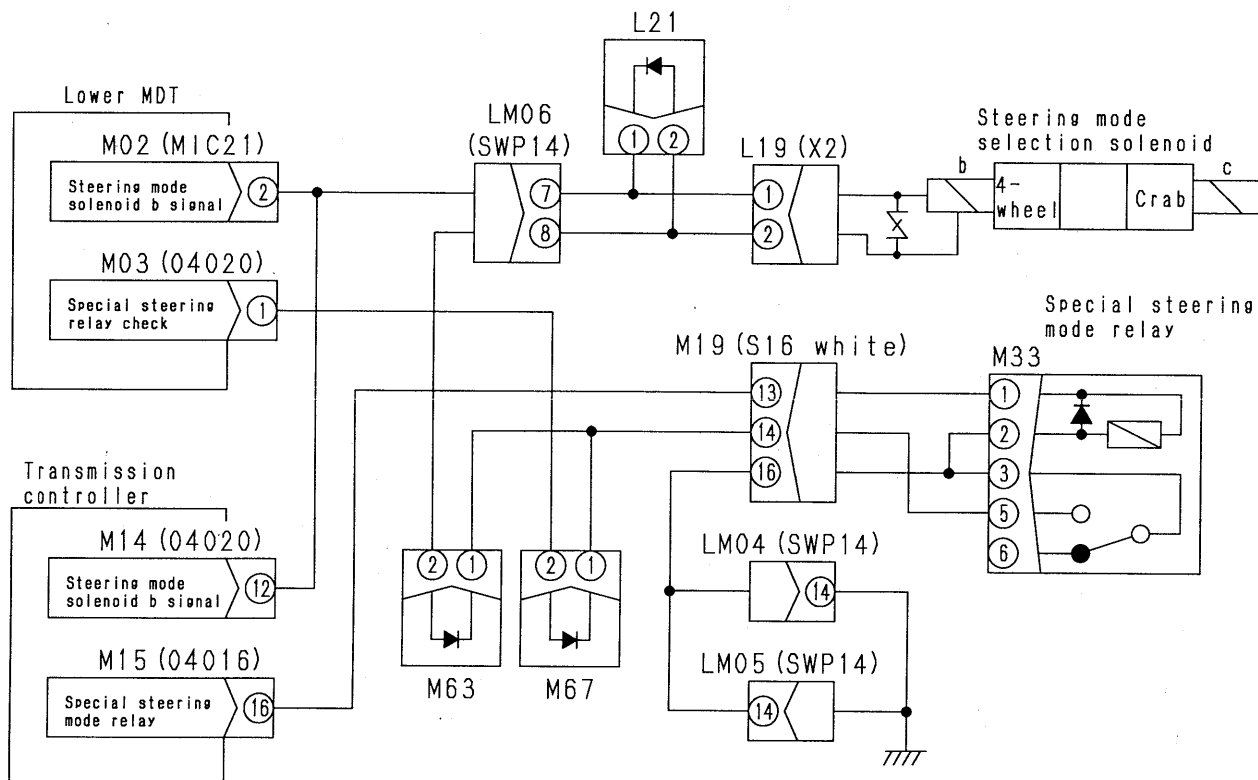 L21
① ②
Lower MDT
M02 (MIC21)
Steering mode
solenoid b signal
②
M03 (04020)
Special steering
relay check
①
LM06
(SWP14)
⑦
⑧
L19 (X2)
①
②
Steering mode
selection solenoid
b
c
4-
wheel
Crab
X
Special steering
mode relay
M19 (S16 white)
⑬
⑭
⑯
M33
①
②
③
⑤
⑥
Transmission
controller
M14 (04020)
Steering mode
solenoid b signal
⑫
M15 (04016)
Special steering
mode relay
⑯
② ①
M63
② ①
M67
LM04 (SWP14)
⑭
LM05 (SWP14)
⑭